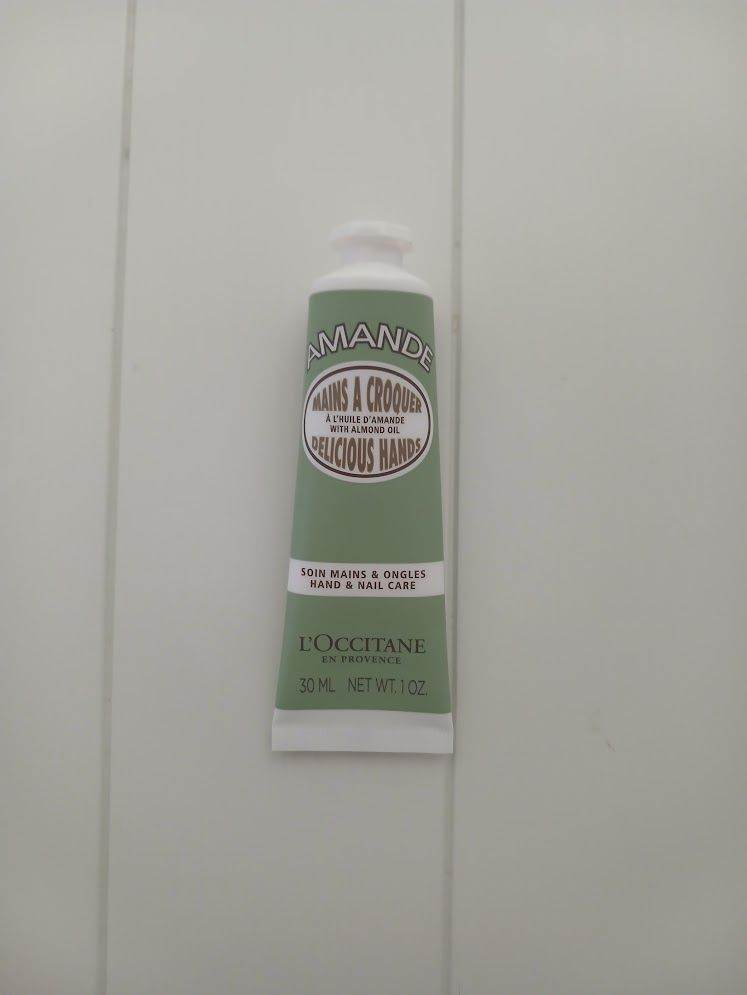 AMANDE
MAINS A CROQUER
À L'HUILE D'AMANDE
WITH ALMOND OIL
DELICIOUS HANDS
SOIN MAINS & ONGLES
HAND & NAIL CARE
L'OCCITANE
EN PROVENCE
30 ML NET WT. 1 OZ.